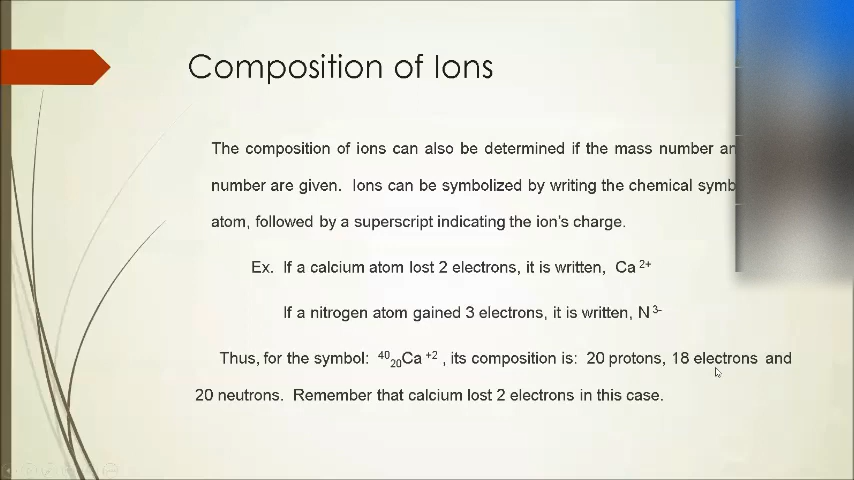 Composition of Ions
The composition of ions can also be determined if the mass number
number are given. Ions can be symbolized by writing the chemical
atom, followed by a superscript indicating the ion's charge.
Ex. If a calcium atom lost 2 electrons, it is written, Ca ²⁺
If a nitrogen atom gained 3 electrons, it is written, N ³⁻
Thus, for the symbol: ⁴⁰₂₀Ca ⁺² , its composition is: 20 protons, 18 electrons and
20 neutrons. Remember that calcium lost 2 electrons in this case.